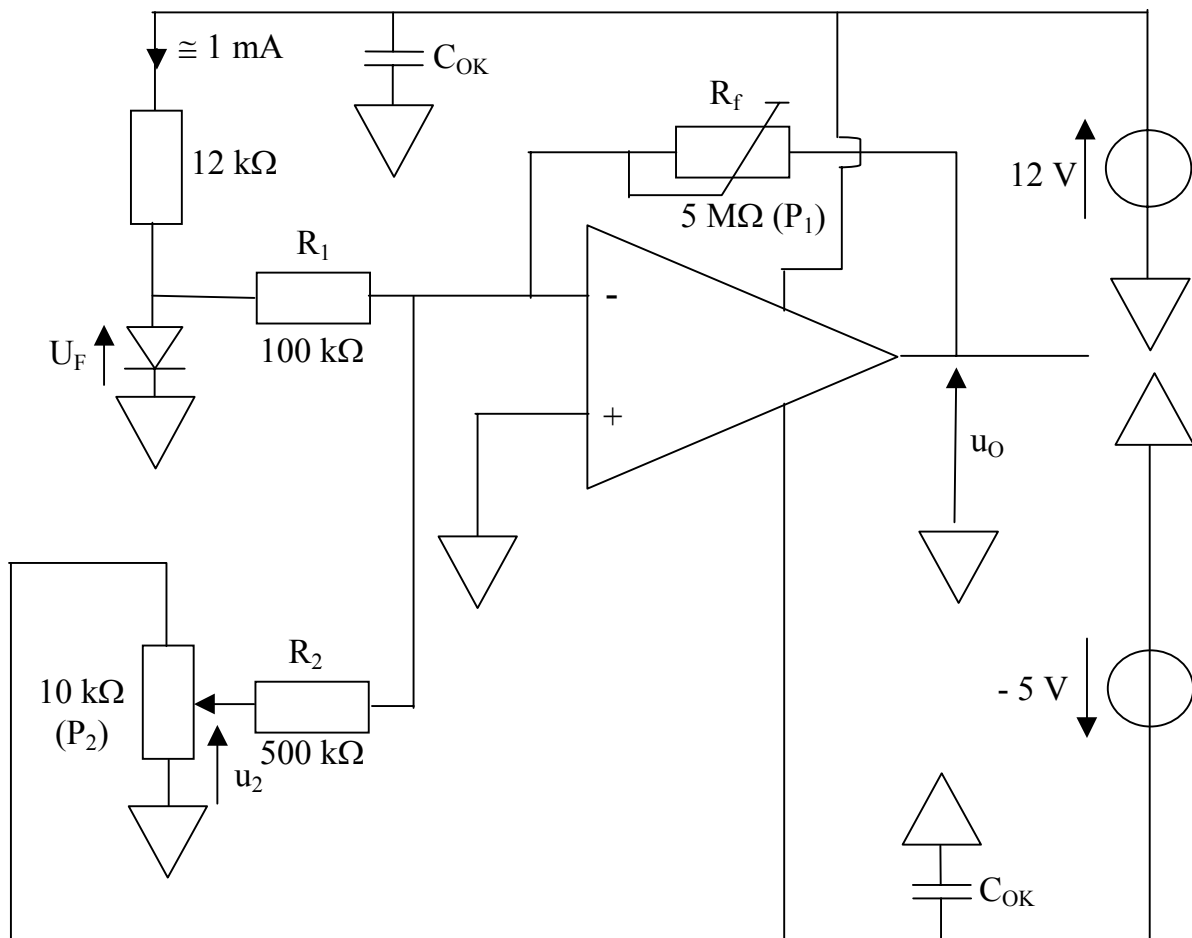 ≅ 1 mA
C_OK
R_f
12 kΩ
12 V
5 MΩ (P_1)
R_1
-
U_F
100 kΩ
+
u_O
R_2
10 kΩ
(P_2)
- 5 V
500 kΩ
u_2
C_OK